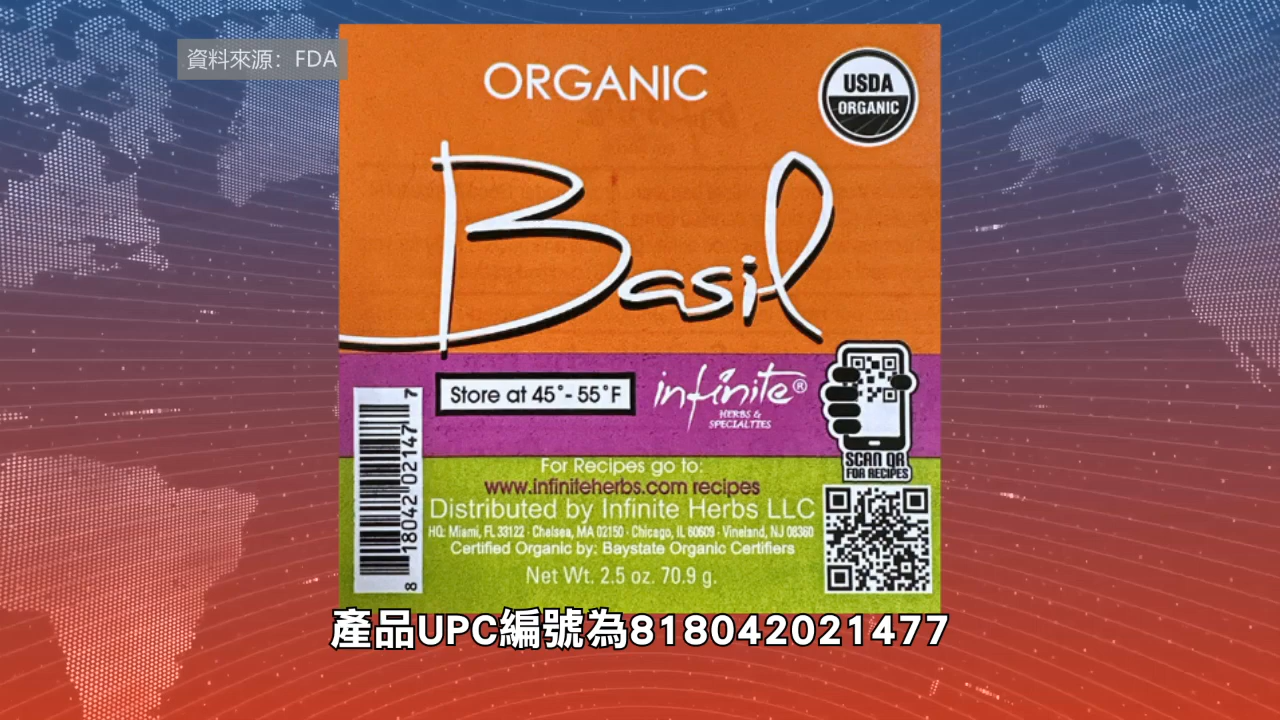 資料來源：FDA
ORGANIC
USDA
ORGANIC
Basil
Store at 45°- 55°F
infinite®
HERBS &
SPECIALTIES
SCAN QR
FOR RECIPES
For Recipes go to:
www.infiniteherbs.com recipes
Distributed by Infinite Herbs LLC
HQ: Miami, FL 33122 · Chelsea, MA 02150 · Chicago, IL 60609 · Vineland, NJ 08360
Certified Organic by: Baystate Organic Certifiers
Net Wt. 2.5 oz. 70.9 g.
8 18042 02147 7
產品UPC編號為818042021477